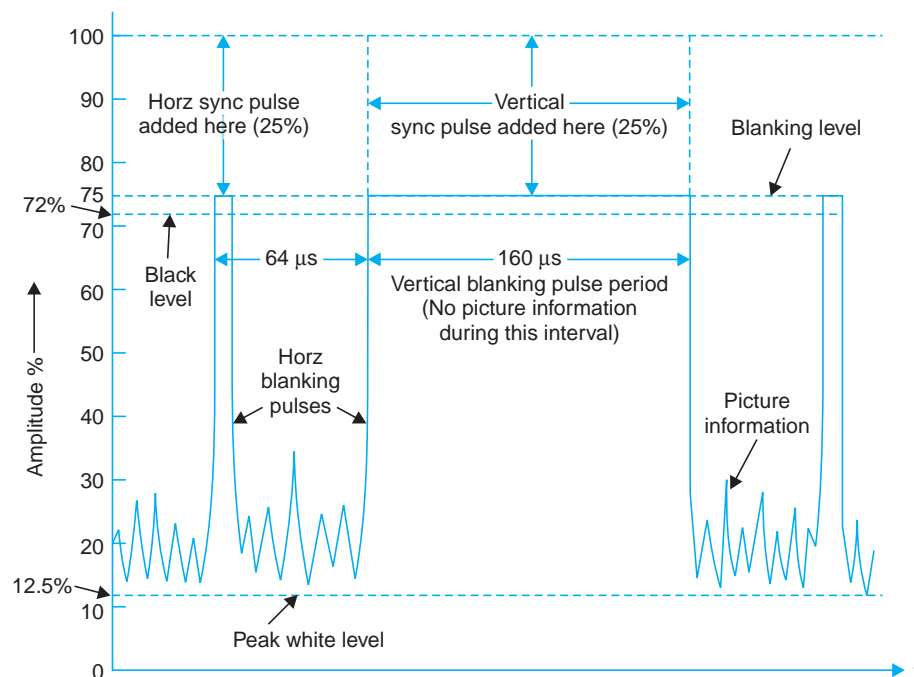 100
90
80
75
72%
70
60
50
40
30
20
12.5%
10
0
Amplitude %
Horz sync pulse
added here (25%)
Vertical
sync pulse added here (25%)
Blanking level
Black
level
64 µs
160 µs
Vertical blanking pulse period
(No picture information
during this interval)
Horz
blanking
pulses
Picture
information
Peak white level